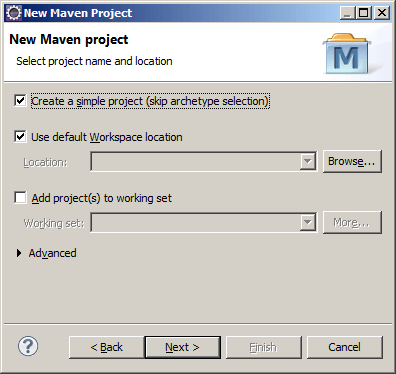 New Maven Project
New Maven project
Select project name and location
M
Create a simple project (skip archetype selection)
Use default Workspace location
Location:
Browse...
Add project(s) to working set
Working set:
More...
Advanced
?
< Back
Next >
Finish
Cancel